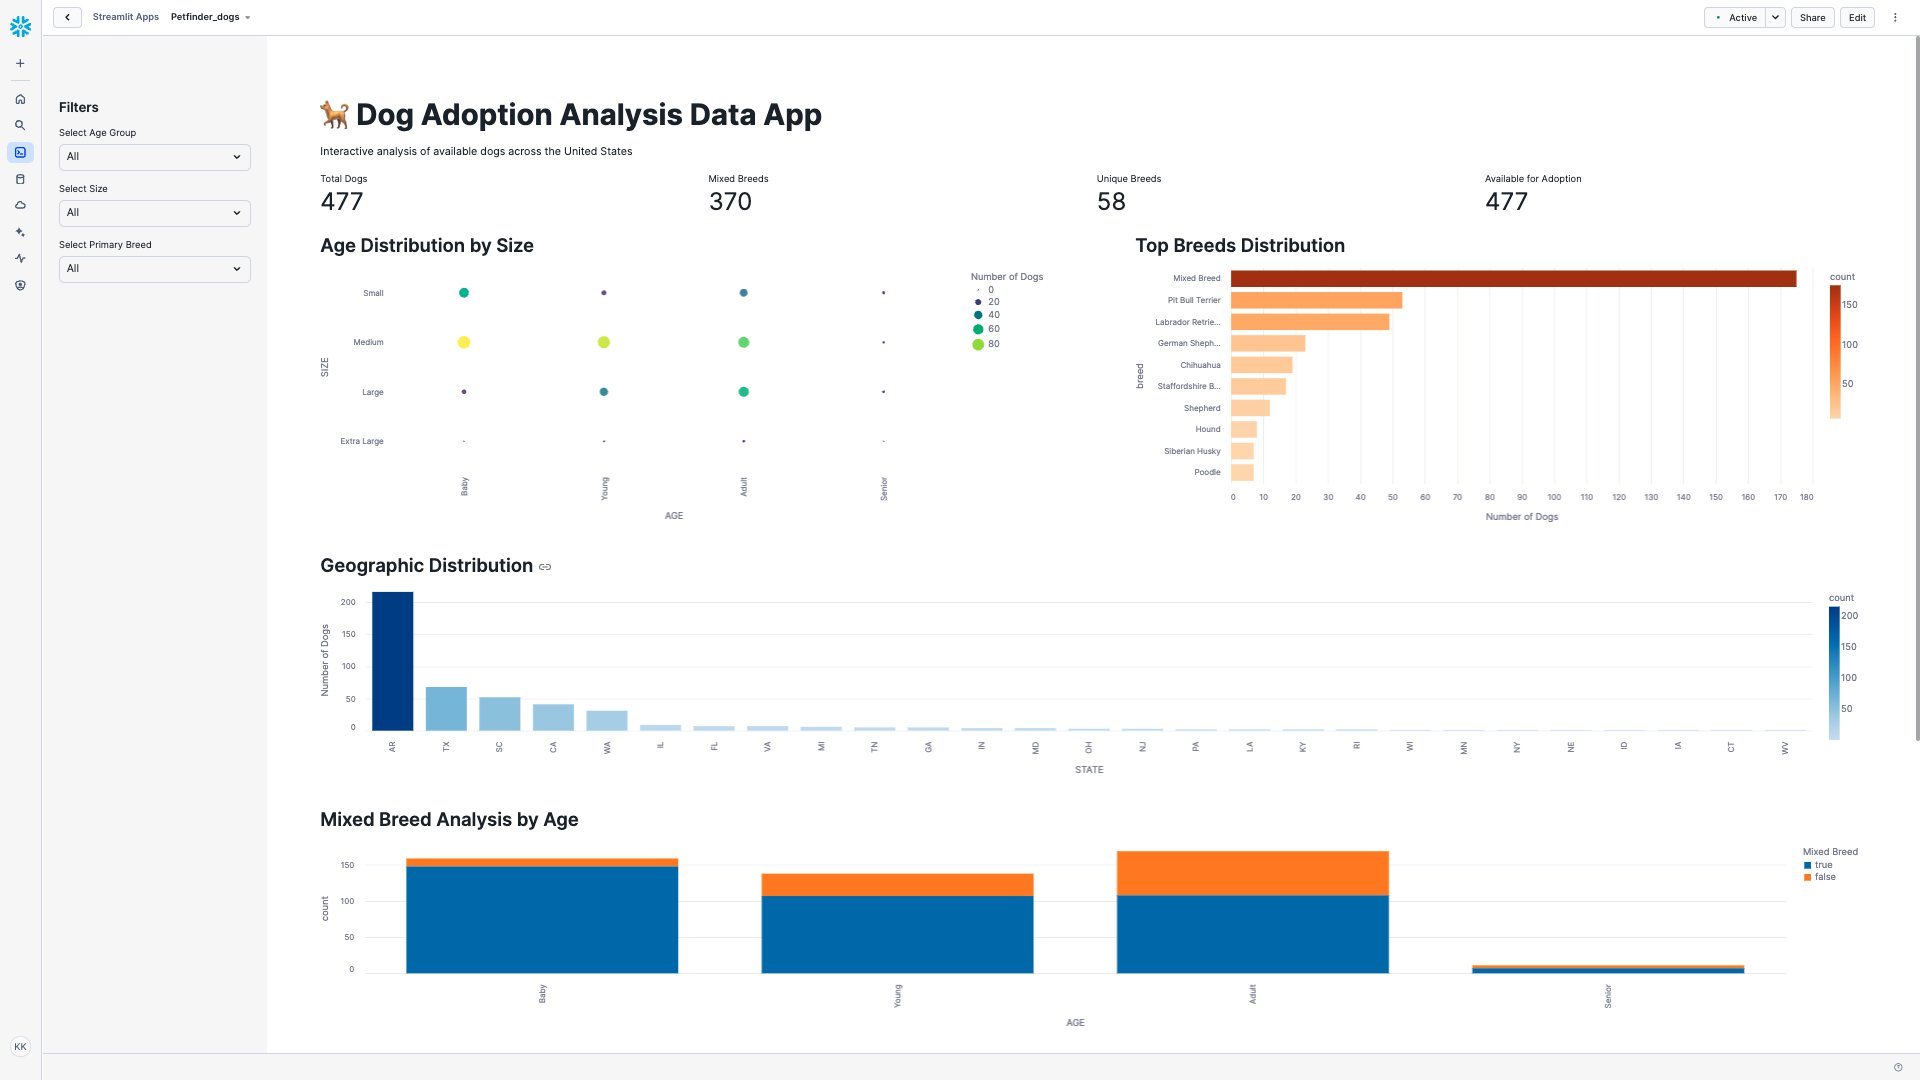 Streamlit Apps Petfinder_dogs
Active
Share
Edit
Filters
Select Age Group
All
Select Size
All
Select Primary Breed
All
KK
Dog Adoption Analysis Data App
Interactive analysis of available dogs across the United States
Total Dogs
477
Mixed Breeds
370
Unique Breeds
58
Available for Adoption
477
Age Distribution by Size
SIZE
Small
Medium
Large
Extra Large
Baby
Young
Adult
Senior
AGE
Number of Dogs
0
20
40
60
80
Top Breeds Distribution
breed
Mixed Breed
Pit Bull Terrier
Labrador Retrie...
German Sheph...
Chihuahua
Staffordshire B...
Shepherd
Hound
Siberian Husky
Poodle
0 10 20 30 40 50 60 70 80 90 100 110 120 130 140 150 160 170 180
Number of Dogs
count
150
100
50
Geographic Distribution
Number of Dogs
200
150
100
50
0
AR TX SC CA WA IL FL VA MI TN GA IN MD OH NJ PA LA KY RI WI MN NY NE ID IA CT WV
STATE
count
200
150
100
50
Mixed Breed Analysis by Age
count
150
100
50
0
Baby
Young
Adult
Senior
AGE
Mixed Breed
true
false